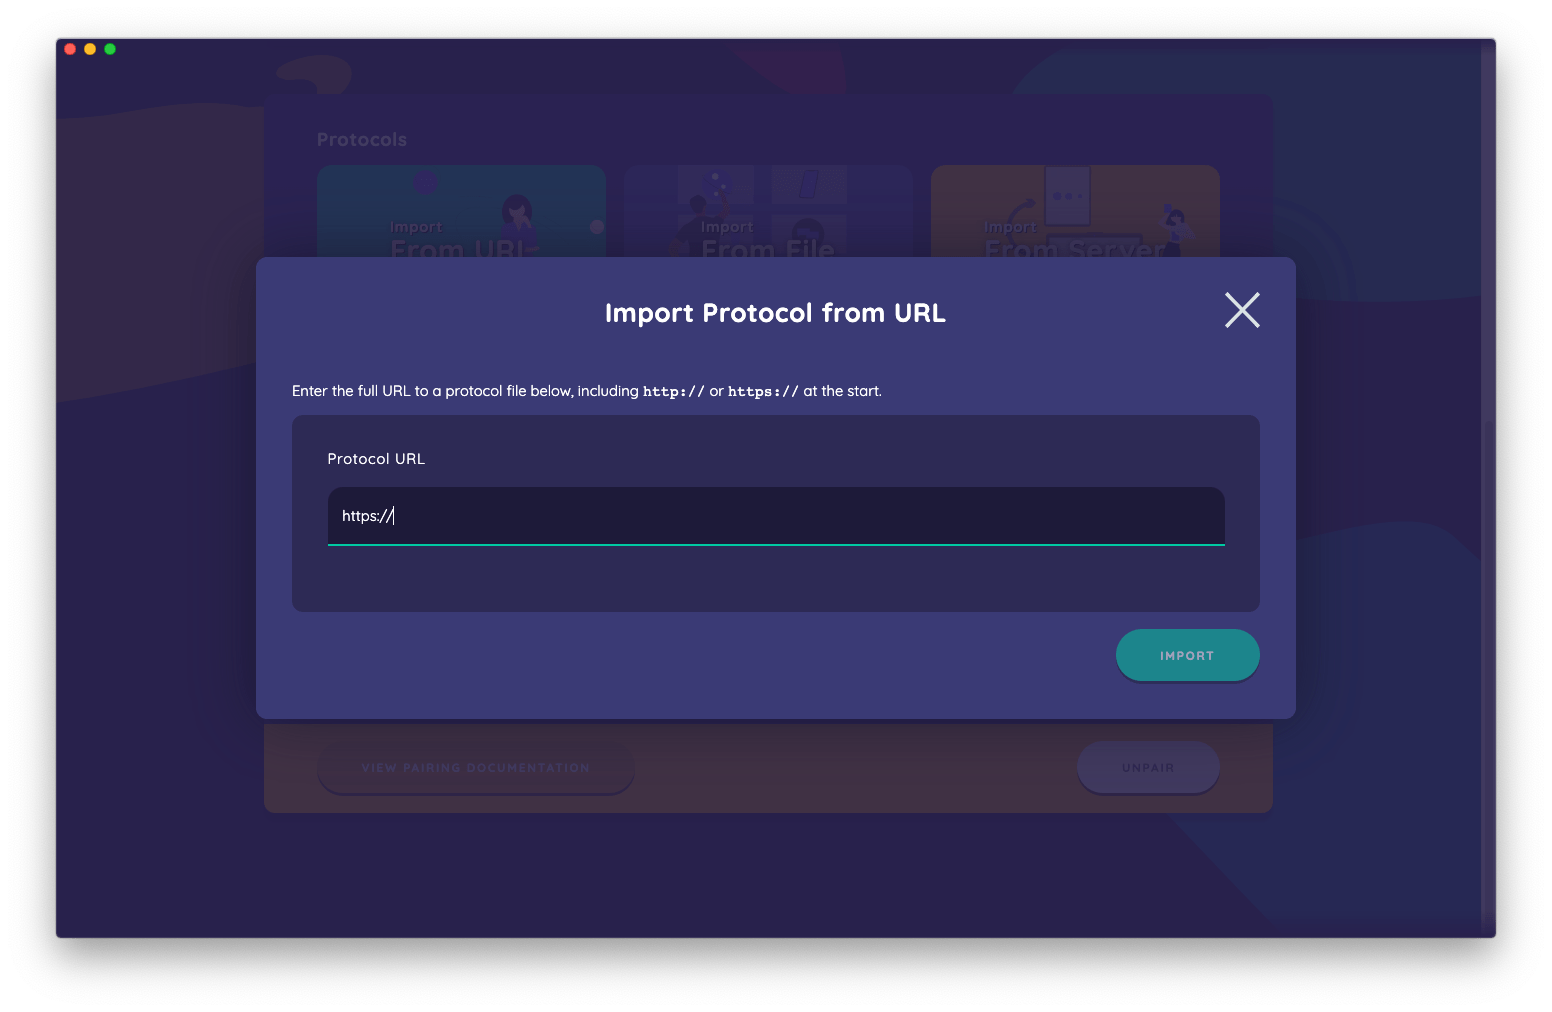 Protocols
Import
From URL
Import
From File
Import
From Server
Import Protocol from URL
Enter the full URL to a protocol file below, including http:// or https:// at the start.
Protocol URL
https://
IMPORT
VIEW PAIRING DOCUMENTATION
UNPAIR